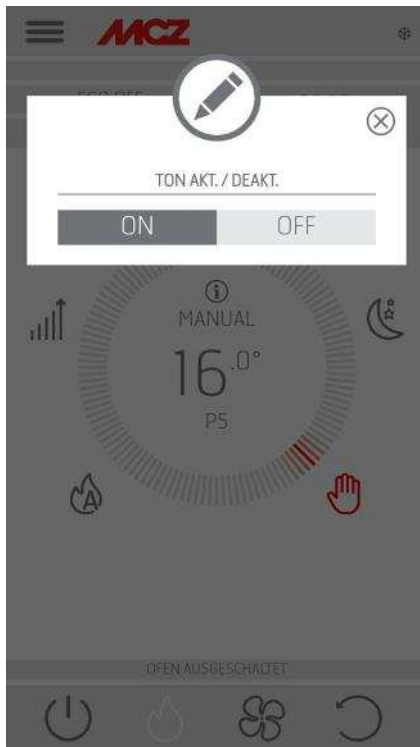 MCZ
TON AKT. / DEAKT.
ON OFF
MANUAL
16.0°
P5
A
OFEN AUSGESCHALTET